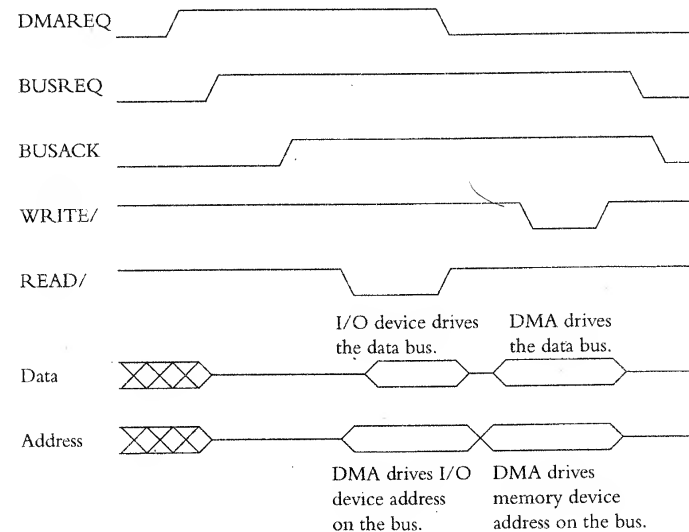 DMAREQ
BUSREQ
BUSACK
WRITE/
READ/
I/O device drives
the data bus.
DMA drives
the data bus.
Data
Address
DMA drives I/O
device address
on the bus.
DMA drives
memory device
address on the bus.